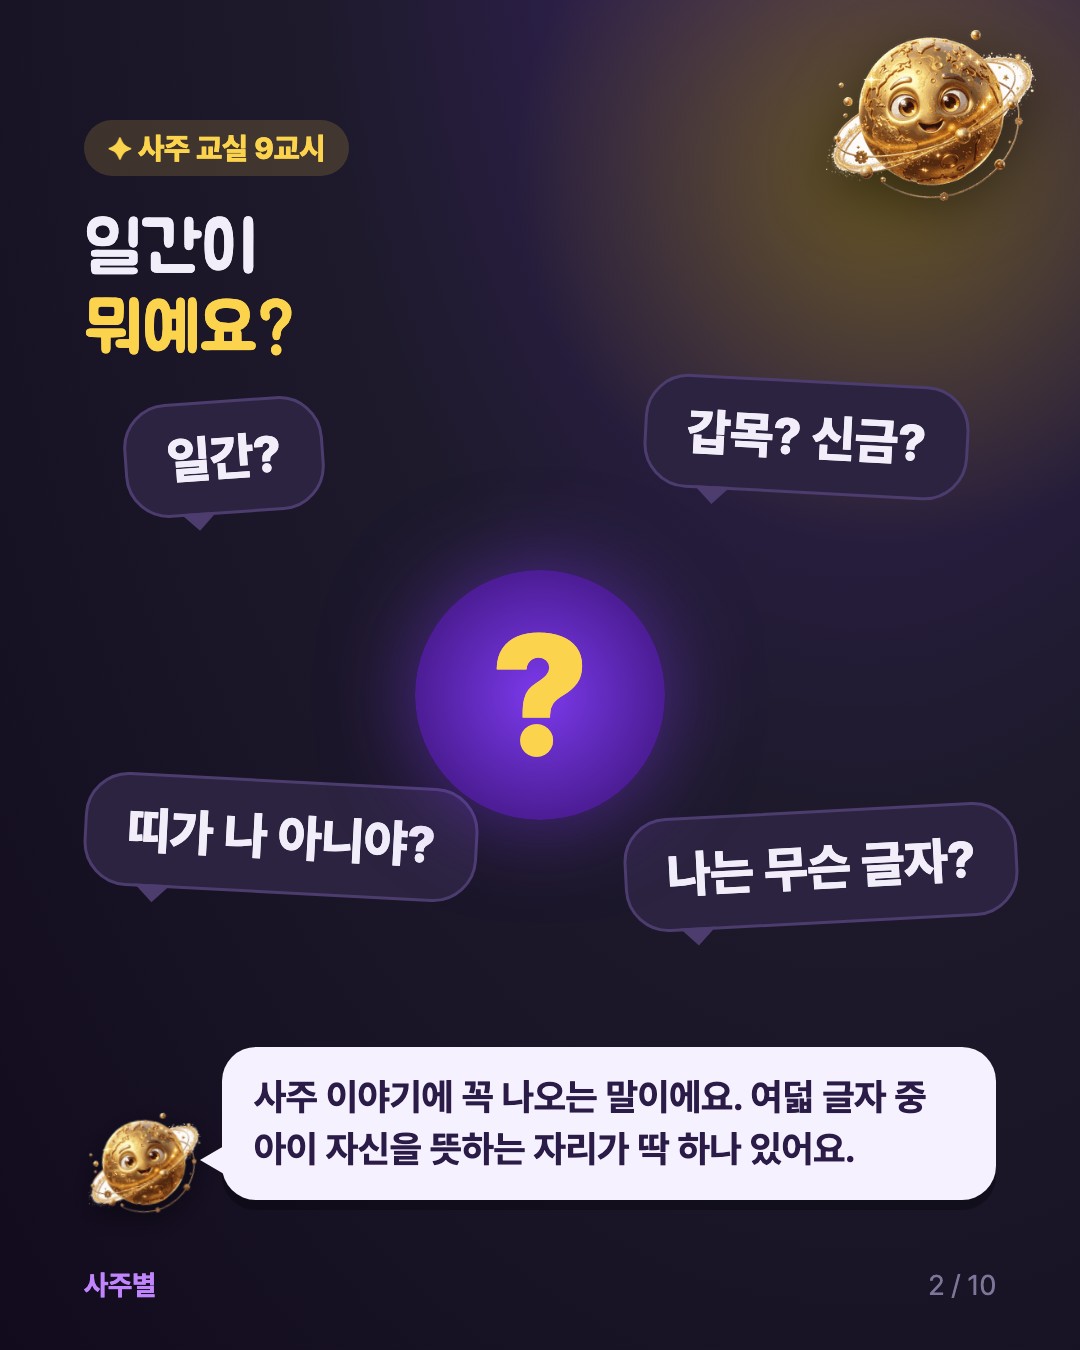 ✦ 사주 교실 9교시
일간이
뭐예요?
일간?
갑목? 신금?
?
띠가 나 아니야?
나는 무슨 글자?
사주 이야기에 꼭 나오는 말이에요. 여덟 글자 중
아이 자신을 뜻하는 자리가 딱 하나 있어요.
사주별
2 / 10